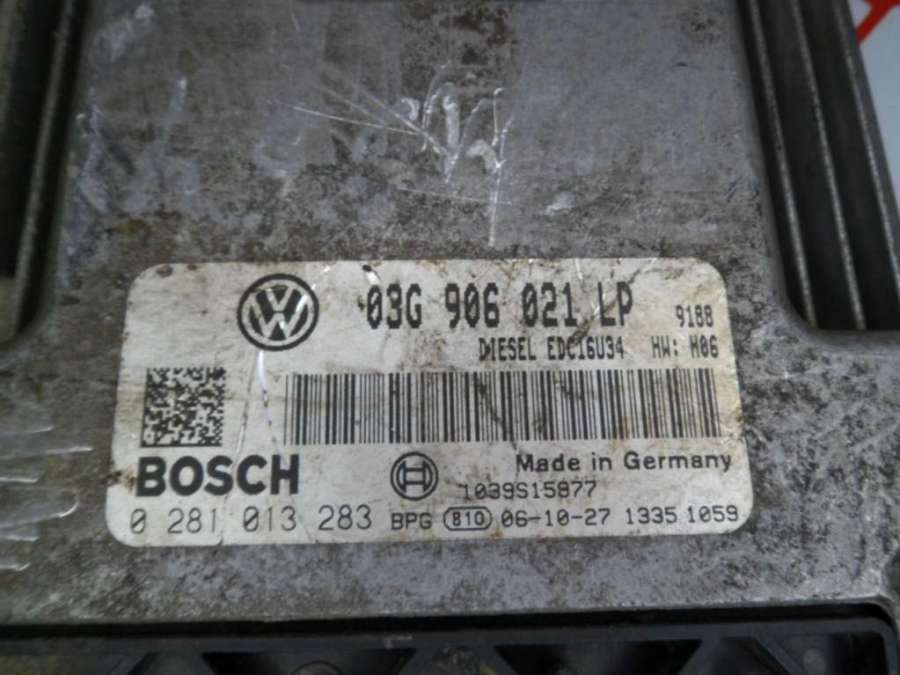 03G 906 021 LP 9188
DIESEL EDC16U34 HW: H06
BOSCH
Made in Germany
1039S15877
0 281 013 283 BPG 810 06-10-27 1335 1059